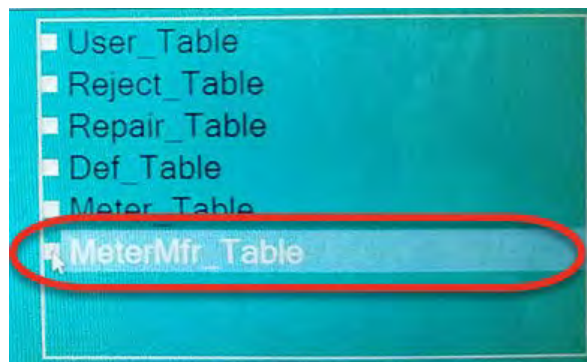 User_Table
Reject_Table
Repair_Table
Def_Table
Meter_Table
MeterMfr_Table